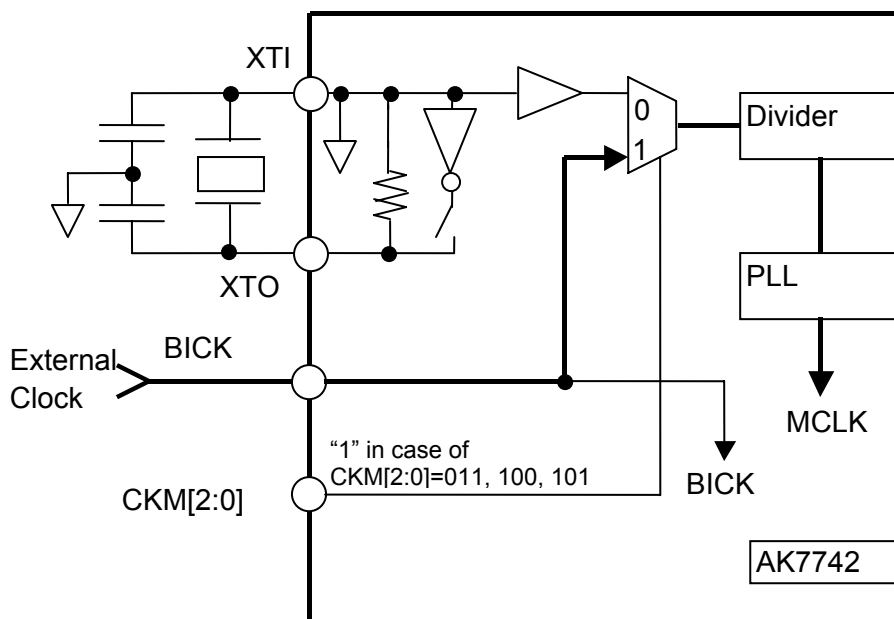 XTI
0
1
Divider
XTO
PLL
External
Clock
BICK
MCLK
"1" in case of
CKM[2:0]=011, 100, 101
BICK
CKM[2:0]
AK7742